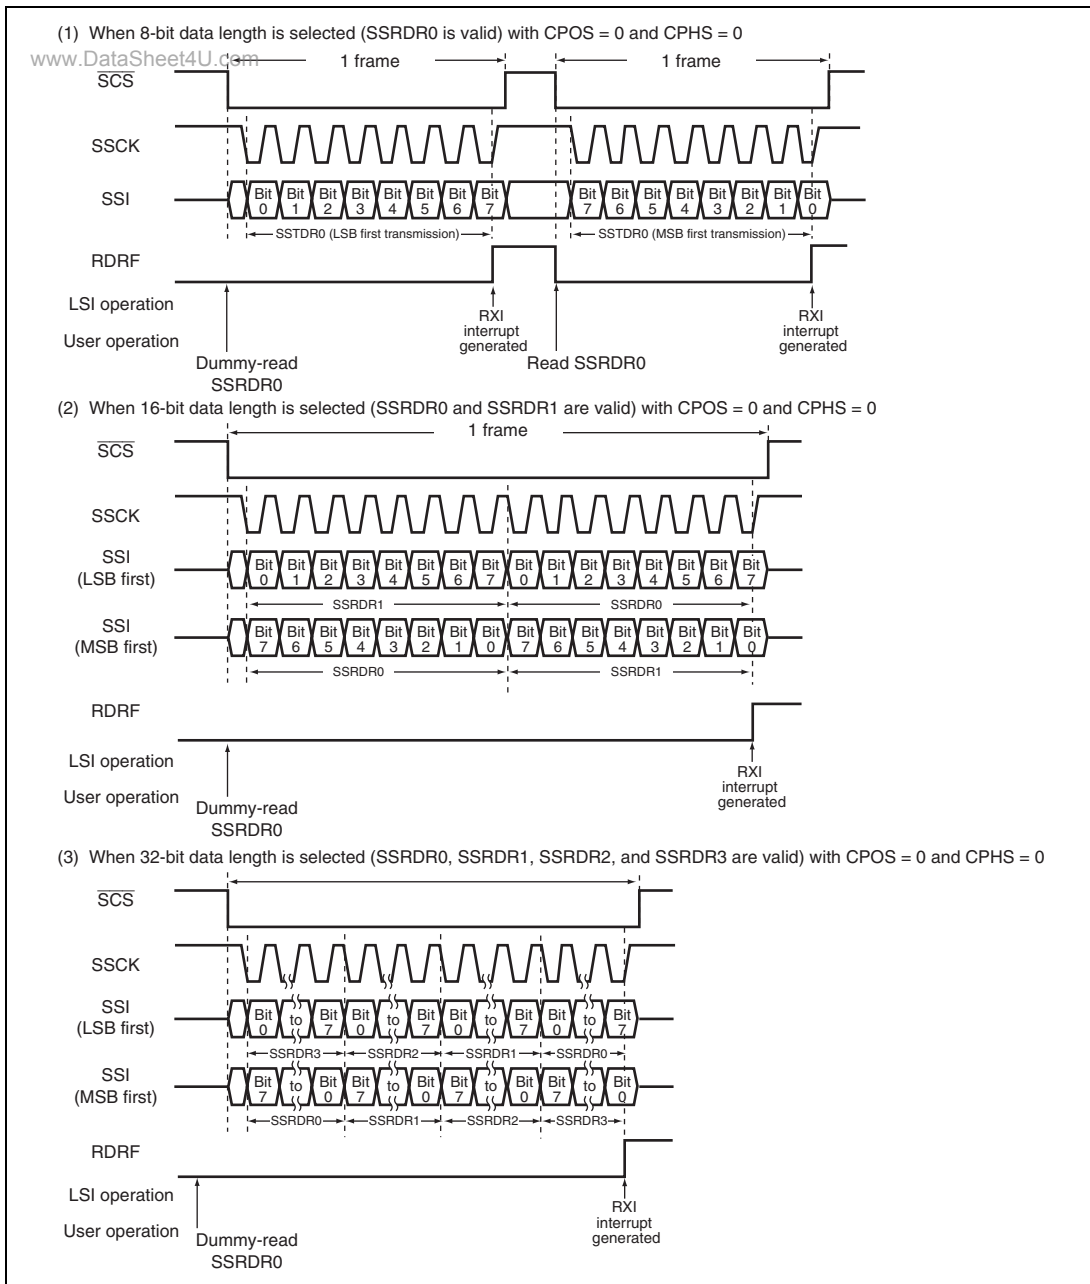 (1) When 8-bit data length is selected (SSRDR0 is valid) with CPOS = 0 and CPHS = 0
www.DataSheet4U.com
1 frame 1 frame
SCS
SSCK
SSI
Bit 0 Bit 1 Bit 2 Bit 3 Bit 4 Bit 5 Bit 6 Bit 7 Bit 7 Bit 6 Bit 5 Bit 4 Bit 3 Bit 2 Bit 1 Bit 0
SSTDR0 (LSB first transmission) SSTDR0 (MSB first transmission)
RDRF
LSI operation
RXI interrupt generated
RXI interrupt generated
User operation
Dummy-read SSRDR0
Read SSRDR0
(2) When 16-bit data length is selected (SSRDR0 and SSRDR1 are valid) with CPOS = 0 and CPHS = 0
1 frame
SCS
SSCK
SSI (LSB first)
Bit 0 Bit 1 Bit 2 Bit 3 Bit 4 Bit 5 Bit 6 Bit 7 Bit 0 Bit 1 Bit 2 Bit 3 Bit 4 Bit 5 Bit 6 Bit 7
SSRDR1 SSRDR0
SSI (MSB first)
Bit 7 Bit 6 Bit 5 Bit 4 Bit 3 Bit 2 Bit 1 Bit 0 Bit 7 Bit 6 Bit 5 Bit 4 Bit 3 Bit 2 Bit 1 Bit 0
SSRDR0 SSRDR1
RDRF
LSI operation
RXI interrupt generated
User operation
Dummy-read SSRDR0
(3) When 32-bit data length is selected (SSRDR0, SSRDR1, SSRDR2, and SSRDR3 are valid) with CPOS = 0 and CPHS = 0
SCS
SSCK
SSI (LSB first)
Bit 0 to Bit 7 Bit 0 to Bit 7 Bit 0 to Bit 7 Bit 0 to Bit 7
SSRDR3 SSRDR2 SSRDR1 SSRDR0
SSI (MSB first)
Bit 7 to Bit 0 Bit 7 to Bit 0 Bit 7 to Bit 0 Bit 7 to Bit 0
SSRDR0 SSRDR1 SSRDR2 SSRDR3
RDRF
LSI operation
RXI interrupt generated
User operation
Dummy-read SSRDR0